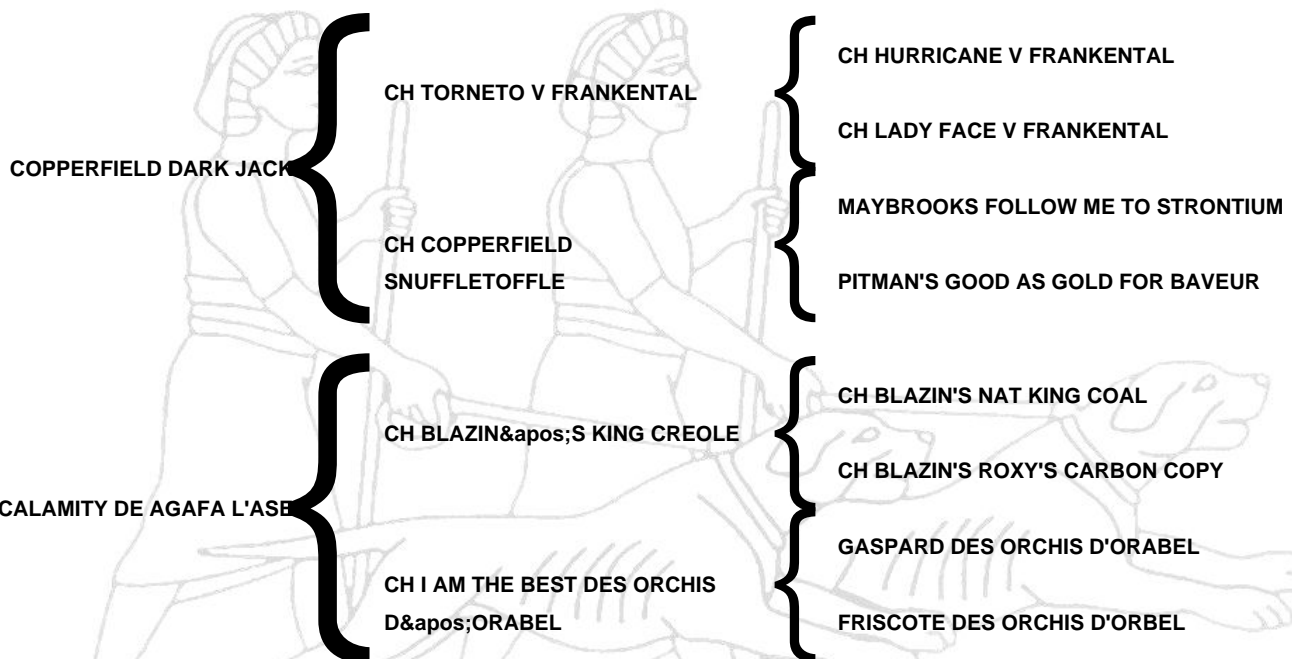 CH HURRICANE V FRANKENTAL
CH TORNETO V FRANKENTAL
CH LADY FACE V FRANKENTAL
COPPERFIELD DARK JACK
MAYBROOKS FOLLOW ME TO STRONTIUM
CH COPPERFIELD
SNUFFLETOFFLE
PITMAN'S GOOD AS GOLD FOR BAVEUR
CH BLAZIN'S NAT KING COAL
CH BLAZIN&apos;S KING CREOLE
CH BLAZIN'S ROXY'S CARBON COPY
CALAMITY DE AGAFA L'ASE
GASPARD DES ORCHIS D'ORABEL
CH I AM THE BEST DES ORCHIS
D&apos;ORABEL
FRISCOTE DES ORCHIS D'ORBEL